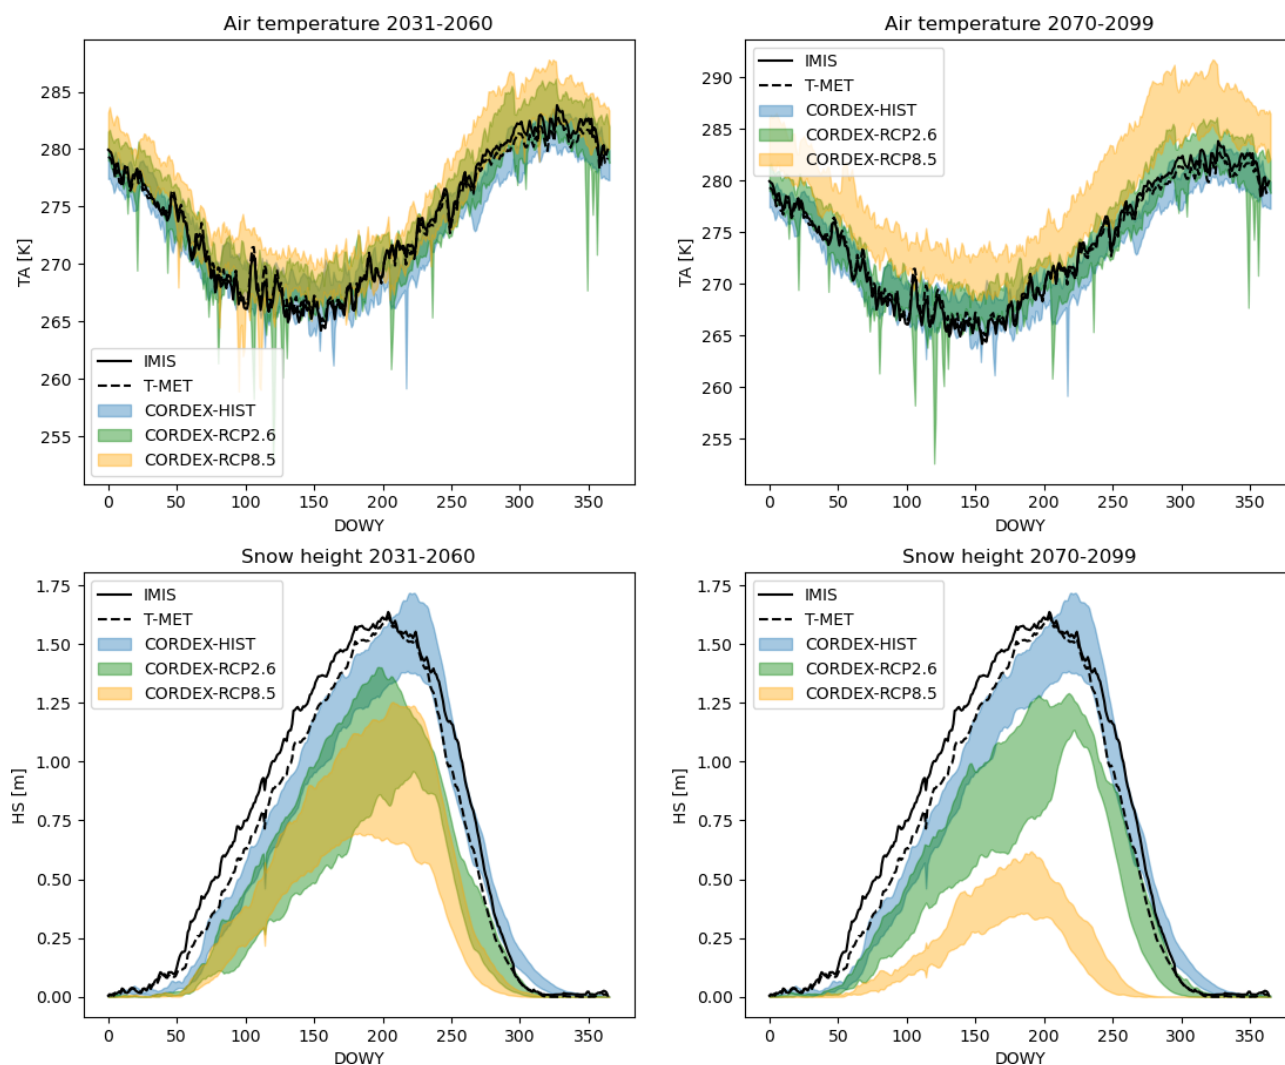 Air temperature 2031-2060
TA [K]
285
280
275
270
265
260
255
IMIS
T-MET
CORDEX-HIST
CORDEX-RCP2.6
CORDEX-RCP8.5
0 50 100 150 200 250 300 350
DOWY
Air temperature 2070-2099
TA [K]
290
285
280
275
270
265
260
255
IMIS
T-MET
CORDEX-HIST
CORDEX-RCP2.6
CORDEX-RCP8.5
0 50 100 150 200 250 300 350
DOWY
Snow height 2031-2060
HS [m]
1.75
1.50
1.25
1.00
0.75
0.50
0.25
0.00
IMIS
T-MET
CORDEX-HIST
CORDEX-RCP2.6
CORDEX-RCP8.5
0 50 100 150 200 250 300 350
DOWY
Snow height 2070-2099
HS [m]
1.75
1.50
1.25
1.00
0.75
0.50
0.25
0.00
IMIS
T-MET
CORDEX-HIST
CORDEX-RCP2.6
CORDEX-RCP8.5
0 50 100 150 200 250 300 350
DOWY